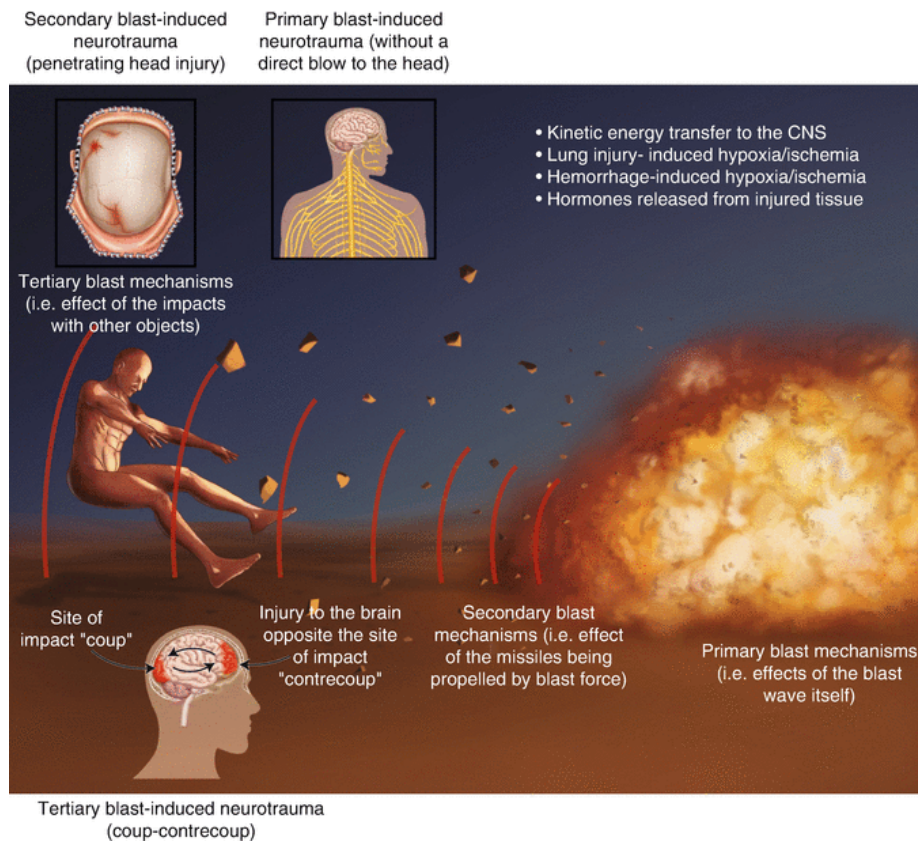 Secondary blast-induced
neurotrauma
(penetrating head injury)
Primary blast-induced
neurotrauma (without a
direct blow to the head)
• Kinetic energy transfer to the CNS
• Lung injury- induced hypoxia/ischemia
• Hemorrhage-induced hypoxia/ischemia
• Hormones released from injured tissue
Tertiary blast mechanisms
(i.e. effect of the impacts
with other objects)
Site of
impact "coup"
Injury to the brain
opposite the site
of impact
"contrecoup"
Secondary blast
mechanisms (i.e. effect
of the missiles being
propelled by blast force)
Primary blast mechanisms
(i.e. effects of the blast
wave itself)
Tertiary blast-induced neurotrauma
(coup-contrecoup)